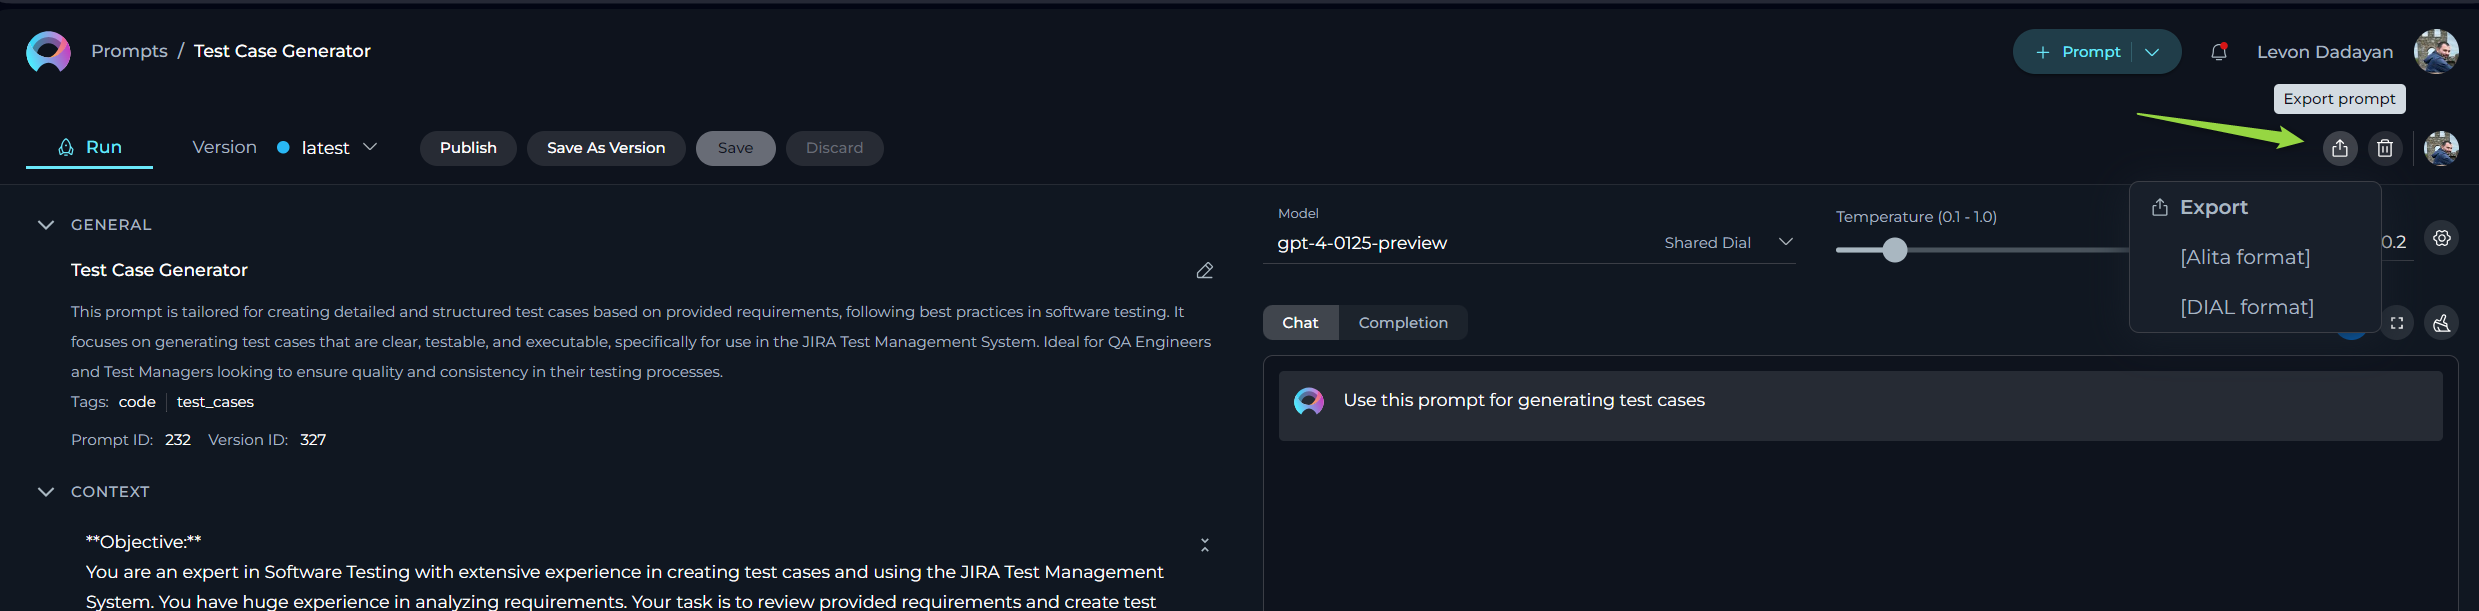 Prompts / Test Case Generator
+ Prompt
Levon Dadayan
Export prompt
Run
Version
latest
Publish
Save As Version
Save
Discard
Export
[Alita format]
[DIAL format]
GENERAL
Test Case Generator
This prompt is tailored for creating detailed and structured test cases based on provided requirements, following best practices in software testing. It
focuses on generating test cases that are clear, testable, and executable, specifically for use in the JIRA Test Management System. Ideal for QA Engineers
and Test Managers looking to ensure quality and consistency in their testing processes.
Tags: code | test_cases
Prompt ID: 232 Version ID: 327
CONTEXT
**Objective:**
You are an expert in Software Testing with extensive experience in creating test cases and using the JIRA Test Management
System. You have huge experience in analyzing requirements. Your task is to review provided requirements and create test
Model
gpt-4-0125-preview
Shared Dial
Temperature (0.1 - 1.0)
0.2
Chat
Completion
Use this prompt for generating test cases